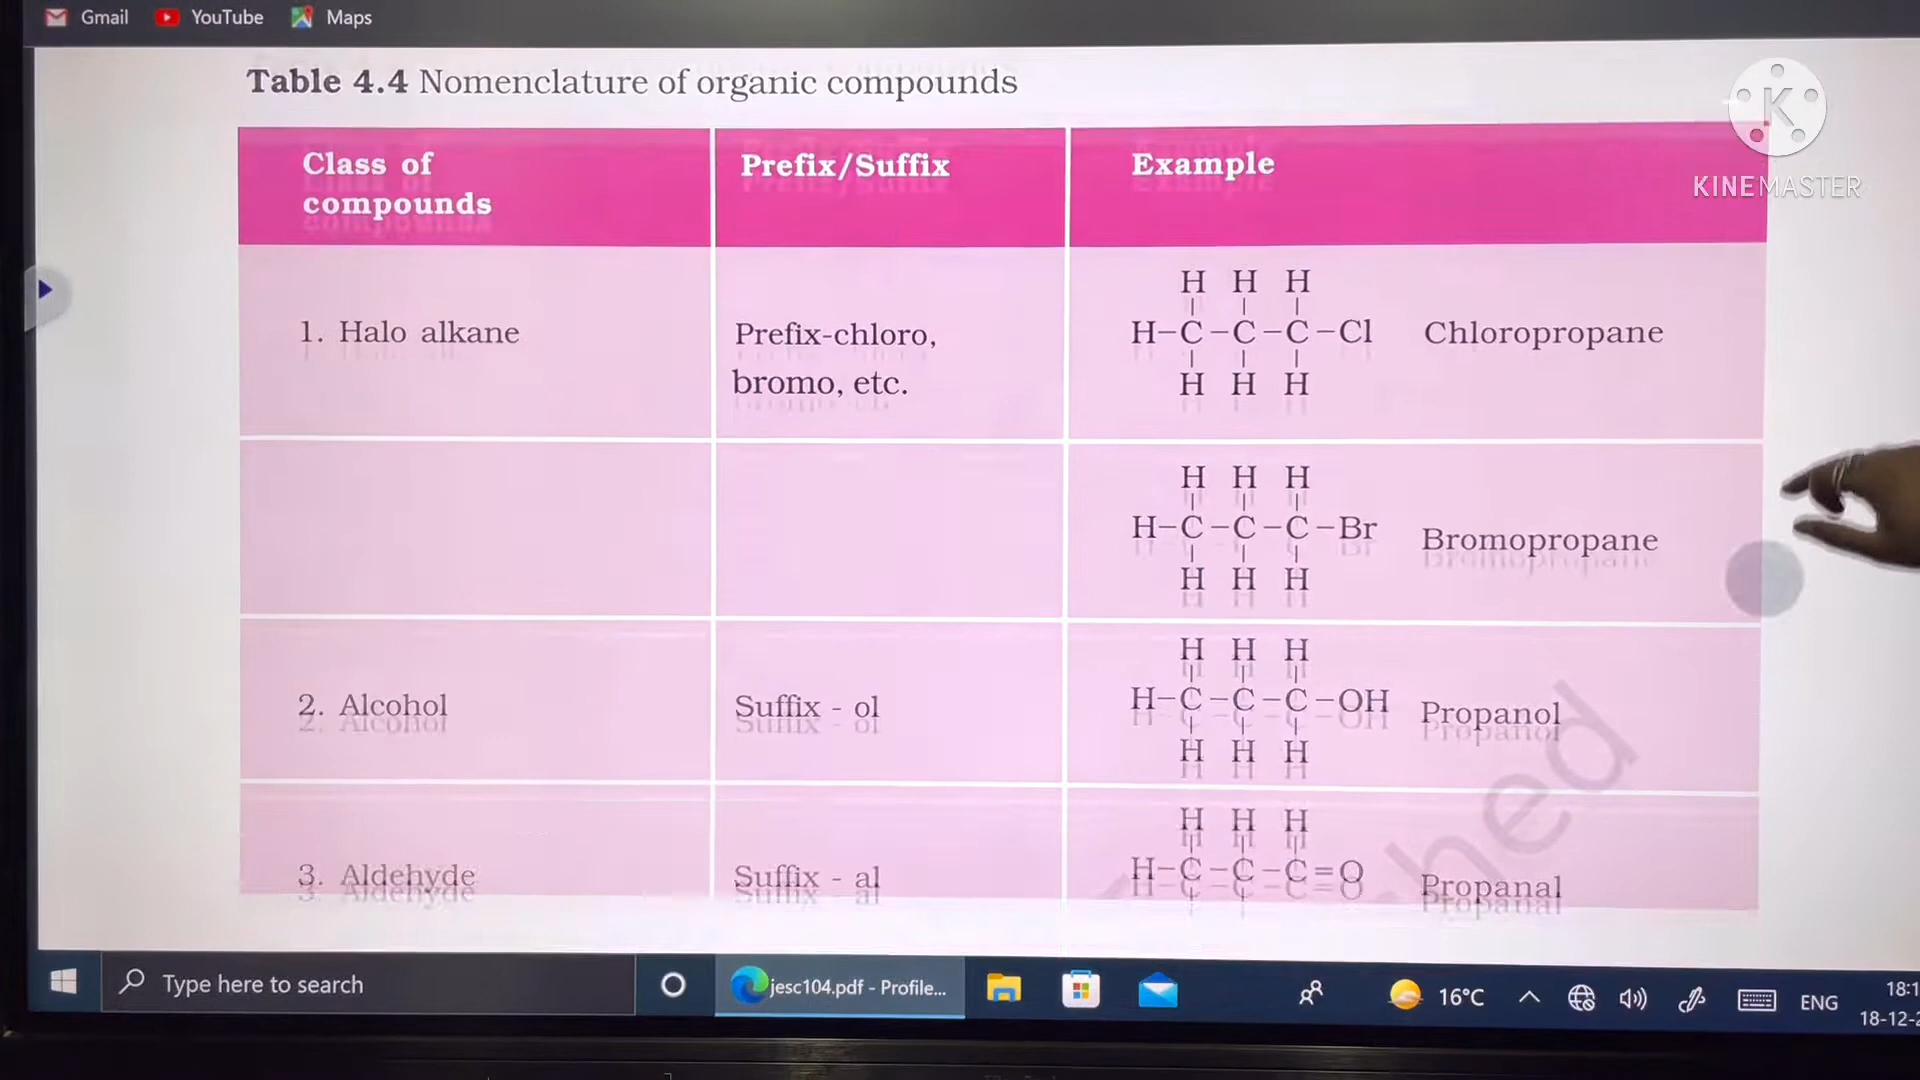 Gmail YouTube Maps
Table 4.4 Nomenclature of organic compounds
Class of compounds Prefix/Suffix Example
KINEMASTER
1. Halo alkane Prefix-chloro, bromo, etc.
H H H
H-C-C-C-Cl Chloropropane
H H H
H H H
H-C-C-C-Br Bromopropane
H H H
2. Alcohol Suffix - ol
H H H
H-C-C-C-OH Propanol
H H H
3. Aldehyde Suffix - al
H H H
H-C-C-C=O Propanal
Type here to search
jesc104.pdf - Profile...
16°C
ENG